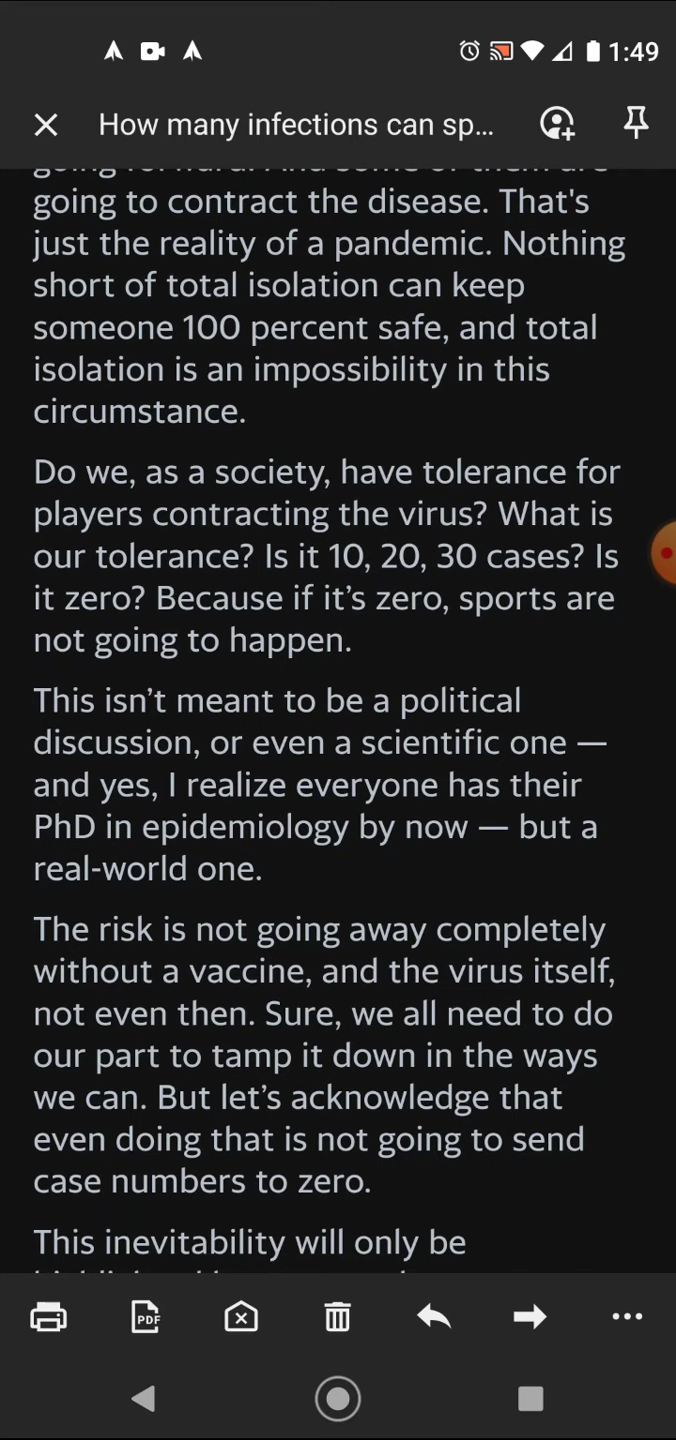 1:49
How many infections can sp...
going forward. And some of them are
going to contract the disease. That's
just the reality of a pandemic. Nothing
short of total isolation can keep
someone 100 percent safe, and total
isolation is an impossibility in this
circumstance.
Do we, as a society, have tolerance for
players contracting the virus? What is
our tolerance? Is it 10, 20, 30 cases? Is
it zero? Because if it’s zero, sports are
not going to happen.
This isn’t meant to be a political
discussion, or even a scientific one —
and yes, I realize everyone has their
PhD in epidemiology by now — but a
real-world one.
The risk is not going away completely
without a vaccine, and the virus itself,
not even then. Sure, we all need to do
our part to tamp it down in the ways
we can. But let’s acknowledge that
even doing that is not going to send
case numbers to zero.
This inevitability will only be
PDF